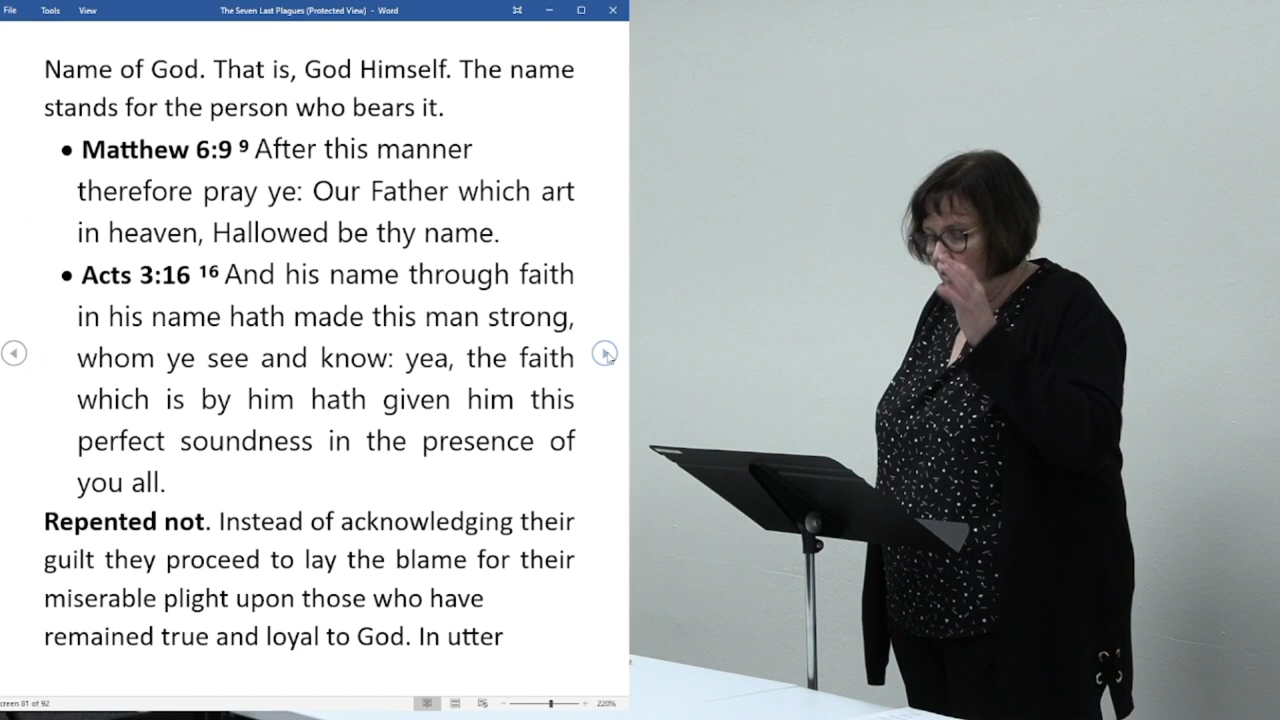 File Tools View The Seven Last Plagues (Protected View) - Word
Name of God. That is, God Himself. The name
stands for the person who bears it.
• Matthew 6:9 ⁹ After this manner
therefore pray ye: Our Father which art
in heaven, Hallowed be thy name.
• Acts 3:16 ¹⁶ And his name through faith
in his name hath made this man strong,
whom ye see and know: yea, the faith
which is by him hath given him this
perfect soundness in the presence of
you all.
Repented not. Instead of acknowledging their
guilt they proceed to lay the blame for their
miserable plight upon those who have
remained true and loyal to God. In utter
creen 81 of 92 220%